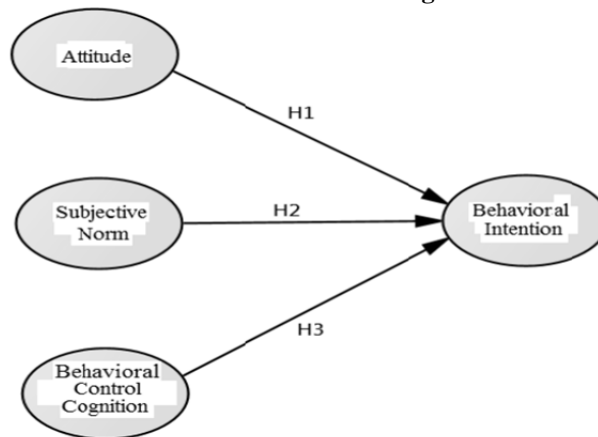 Attitude
H1
Subjective
Norm
H2
Behavioral
Intention
H3
Behavioral
Control
Cognition